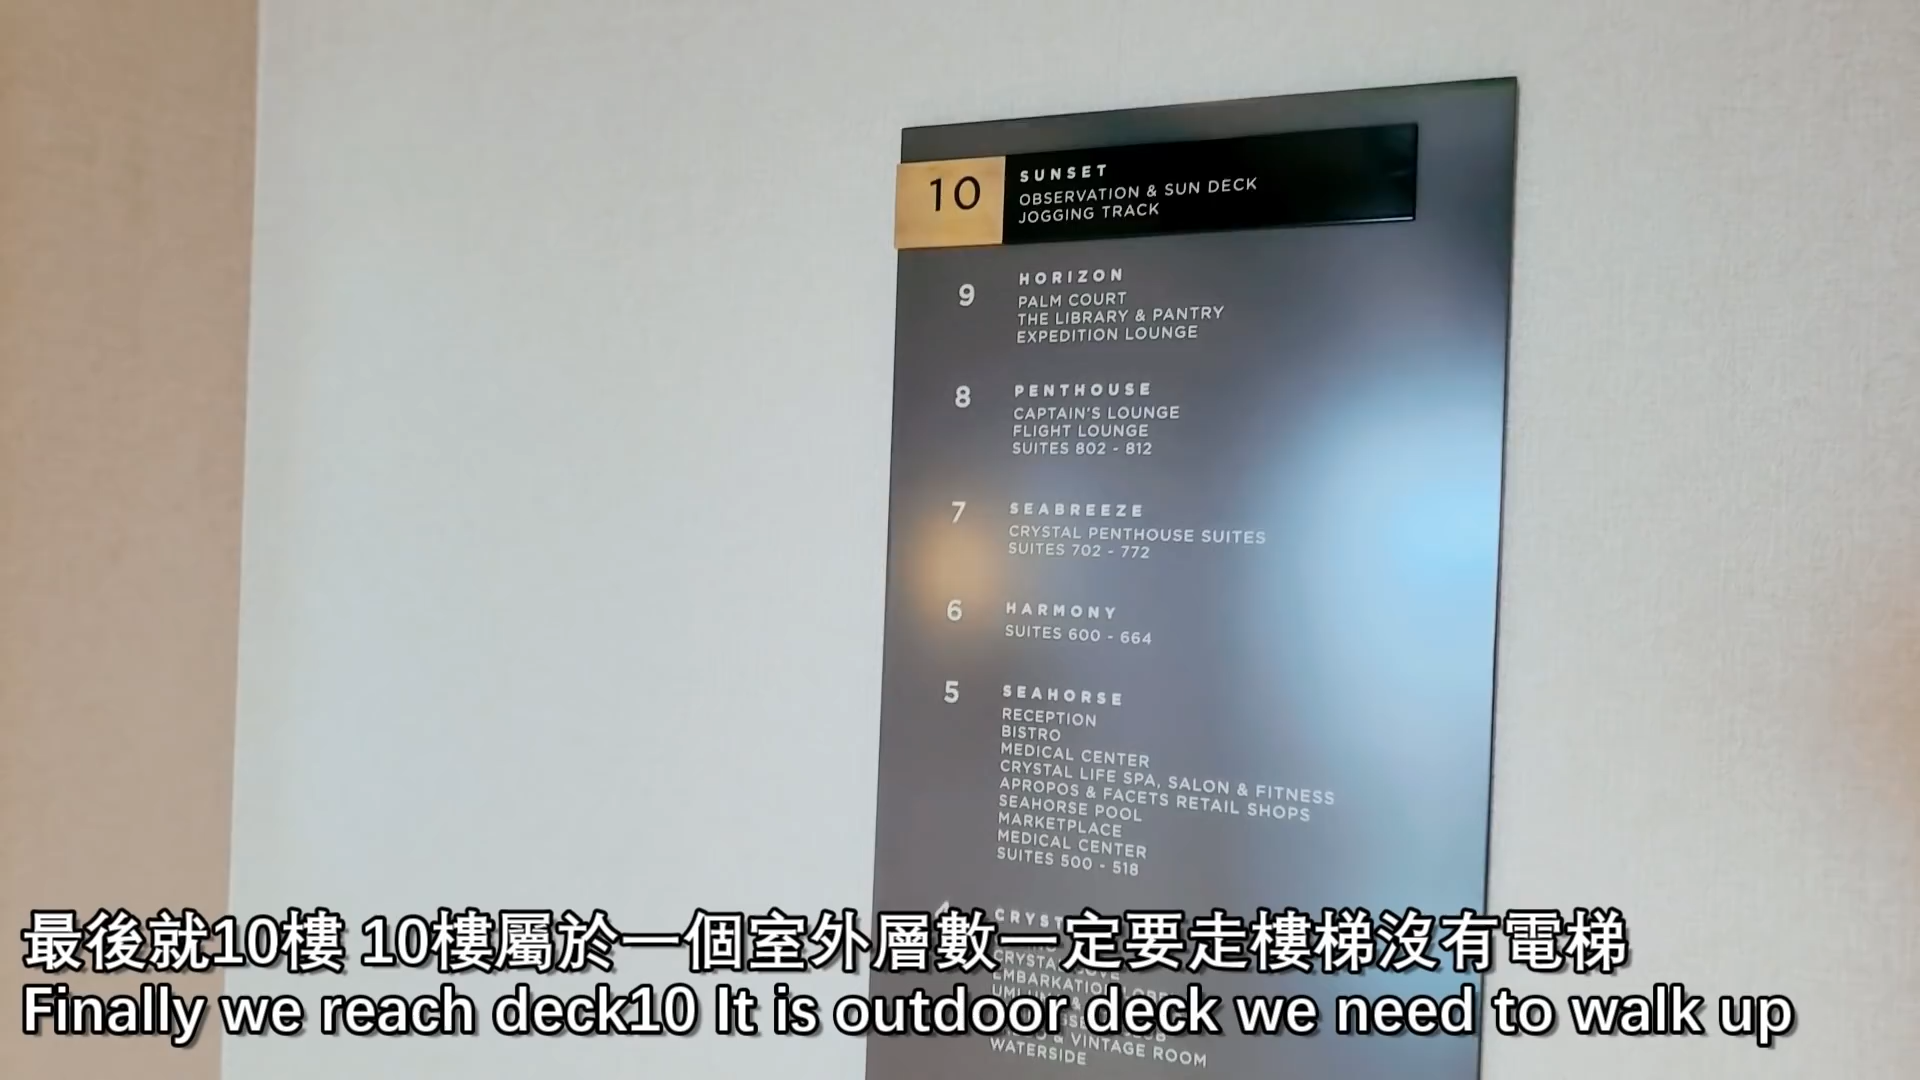 10
SUNSET
OBSERVATION & SUN DECK
JOGGING TRACK
9
HORIZON
PALM COURT
THE LIBRARY & PANTRY
EXPEDITION LOUNGE
8
PENTHOUSE
CAPTAIN'S LOUNGE
FLIGHT LOUNGE
SUITES 802 - 812
7
SEABREEZE
CRYSTAL PENTHOUSE SUITES
SUITES 702 - 772
6
HARMONY
SUITES 600 - 664
5
SEAHORSE
RECEPTION
BISTRO
MEDICAL CENTER
CRYSTAL LIFE SPA, SALON & FITNESS
APROPOS & FACETS RETAIL SHOPS
SEAHORSE POOL
MARKETPLACE
MEDICAL CENTER
SUITES 500 - 518
4
& VINTAGE ROOM
WATERSIDE
最後就10樓 10樓屬於一個室外層數一定要走樓梯沒有電梯
Finally we reach deck10 It is outdoor deck we need to walk up